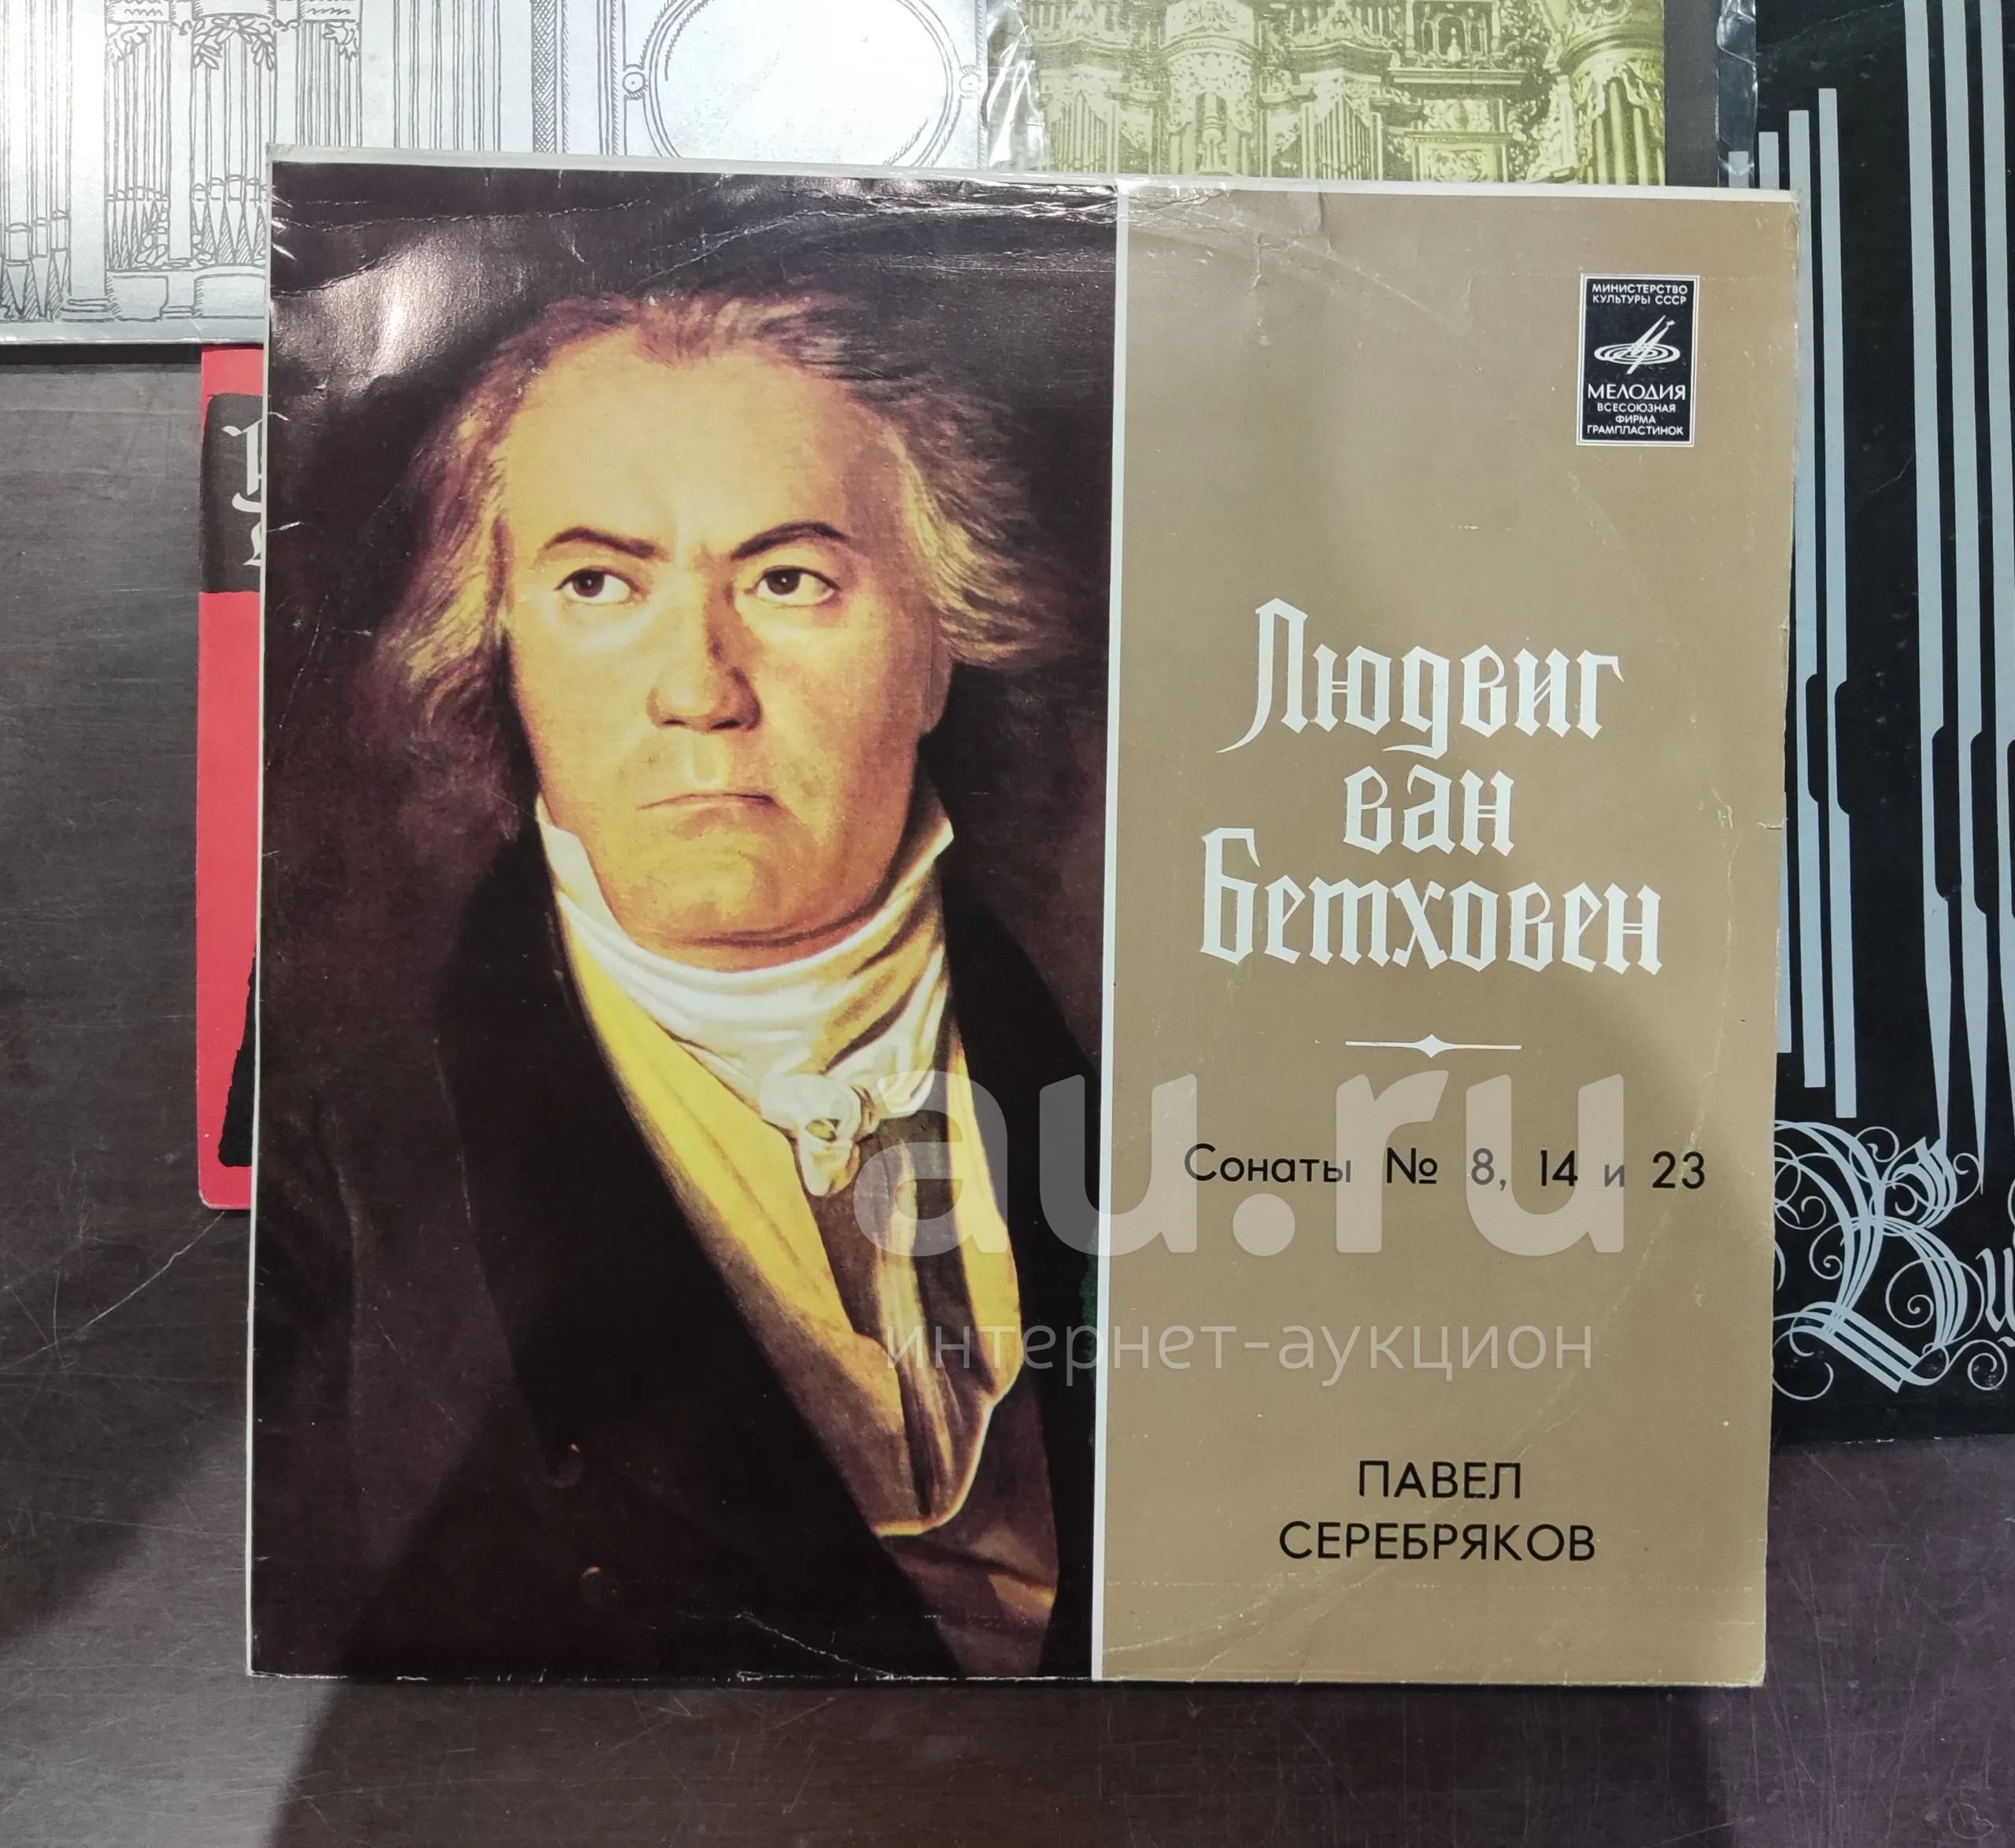 МИНИСТЕРСТВО
КУЛЬТУРЫ СССР
МЕЛОДИЯ
ВСЕСОЮЗНАЯ
ФИРМА
ГРАМПЛАСТИНОК
Людвиг
ван
Бетховен
Сонаты № 8, 14 и 23
ПАВЕЛ
СЕРЕБРЯКОВ
au.ru
интернет-аукцион